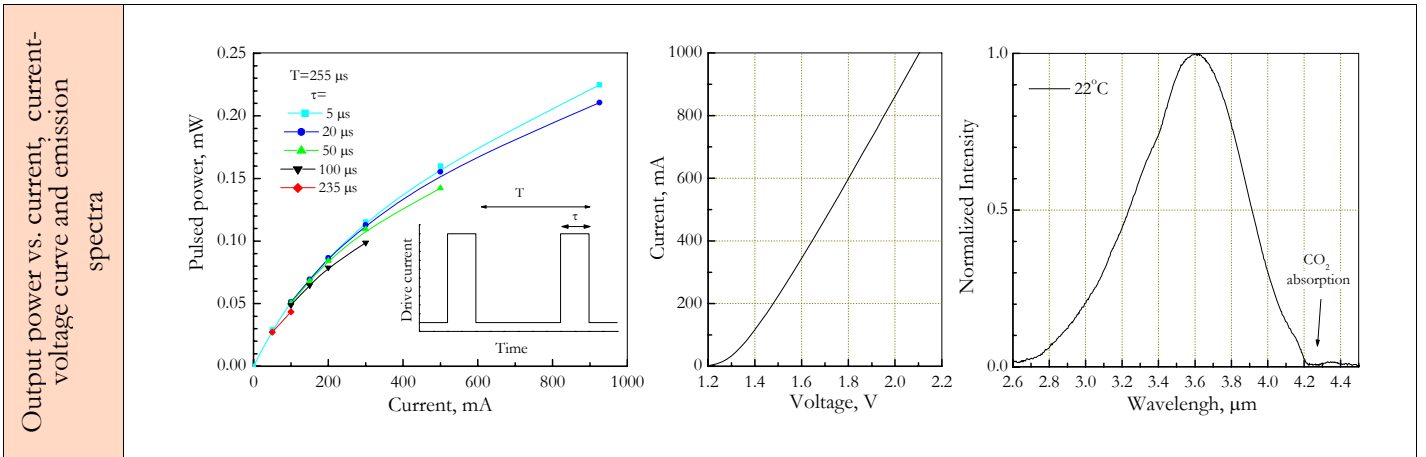 Output power vs. current, current-
voltage curve and emission
spectra
0.25
0.20
0.15
0.10
0.05
0.00
Pulsed power, mW
T=255 μs
τ=
5 μs
20 μs
50 μs
100 μs
235 μs
T
τ
Drive current
Time
0 200 400 600 800 1000
Current, mA
1000
800
600
400
200
0
Current, mA
1.2 1.4 1.6 1.8 2.0 2.2
Voltage, V
1.0
0.5
0.0
Normalized Intensity
22°C
CO2
absorption
2.6 2.8 3.0 3.2 3.4 3.6 3.8 4.0 4.2 4.4
Wavelengh, μm